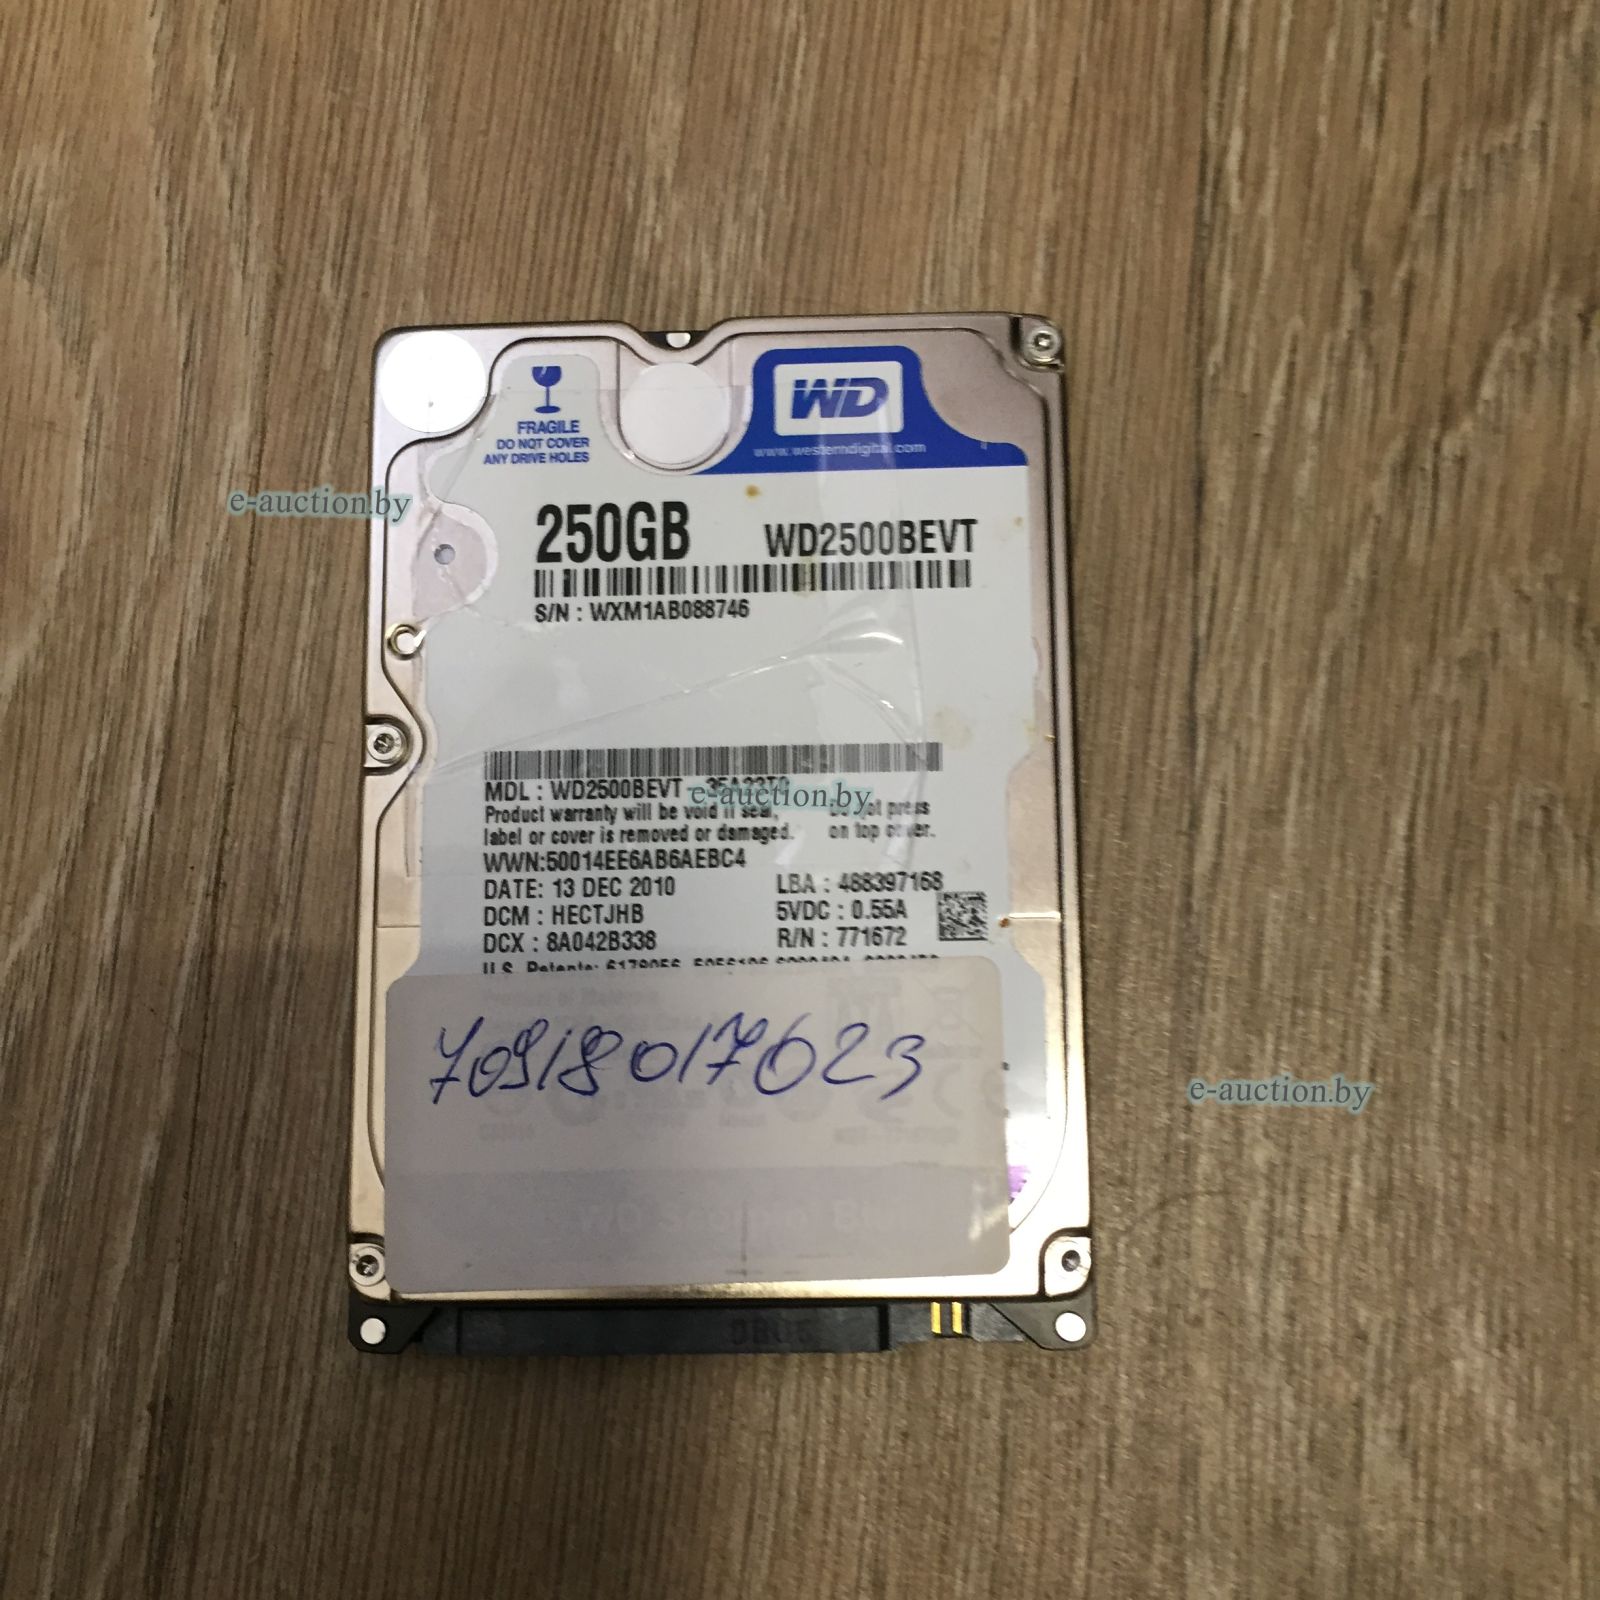 WD
www.westerndigital.com
FRAGILE
DO NOT COVER
ANY DRIVE HOLES
e-auction.by
250GB WD2500BEVT
S/N : WXM1AB088746
MDL : WD2500BEVT
e-auction.by
Product warranty will be void if seal, Do not press
label or cover is removed or damaged. on top cover.
WWN:50014EE6AB6AEBC4
DATE: 13 DEC 2010 LBA : 488397168
DCM : HECTJHB 5VDC : 0.55A
DCX : 8A042B338 R/N : 771672
U.S. Patents:
70918017623
e-auction.by